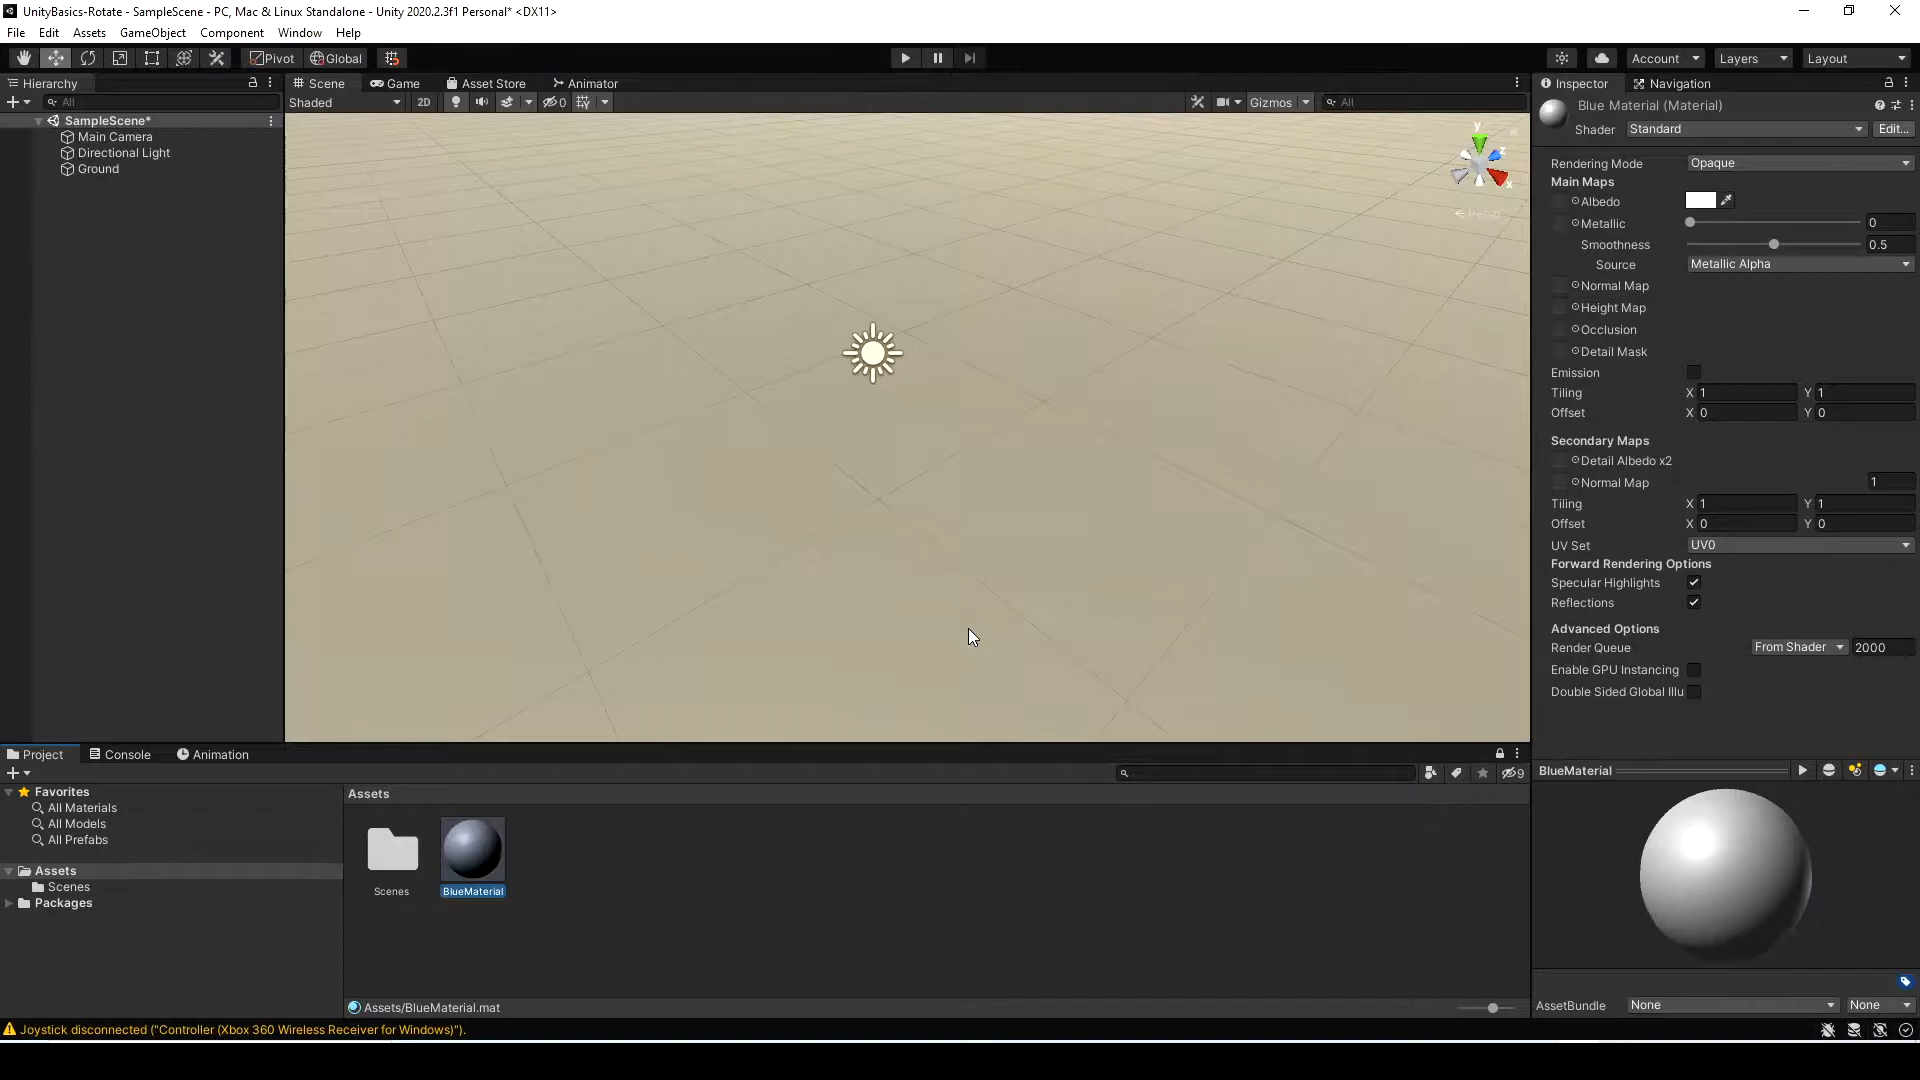 UnityBasics-Rotate - SampleScene - PC, Mac & Linux Standalone - Unity 2020.2.3f1 Personal* <DX11>
File Edit Assets GameObject Component Window Help
Pivot Global Account Layers Layout
Hierarchy
All
SampleScene*
Main Camera
Directional Light
Ground
Scene Game Asset Store Animator
Shaded 2D 0 Gizmos All
y
z
x
Persp
Inspector Navigation
Blue Material (Material)
Shader Standard Edit...
Rendering Mode Opaque
Main Maps
Albedo
Metallic 0
Smoothness 0.5
Source Metallic Alpha
Normal Map
Height Map
Occlusion
Detail Mask
Emission
Tiling X 1 Y 1
Offset X 0 Y 0
Secondary Maps
Detail Albedo x2
Normal Map 1
Tiling X 1 Y 1
Offset X 0 Y 0
UV Set UV0
Forward Rendering Options
Specular Highlights
Reflections
Advanced Options
Render Queue From Shader 2000
Enable GPU Instancing
Double Sided Global Illu
Project Console Animation
9
Favorites
All Materials
All Models
All Prefabs
Assets
Scenes
Packages
Assets
Scenes BlueMaterial
Assets/BlueMaterial.mat
BlueMaterial
AssetBundle None None
Joystick disconnected ("Controller (Xbox 360 Wireless Receiver for Windows)").